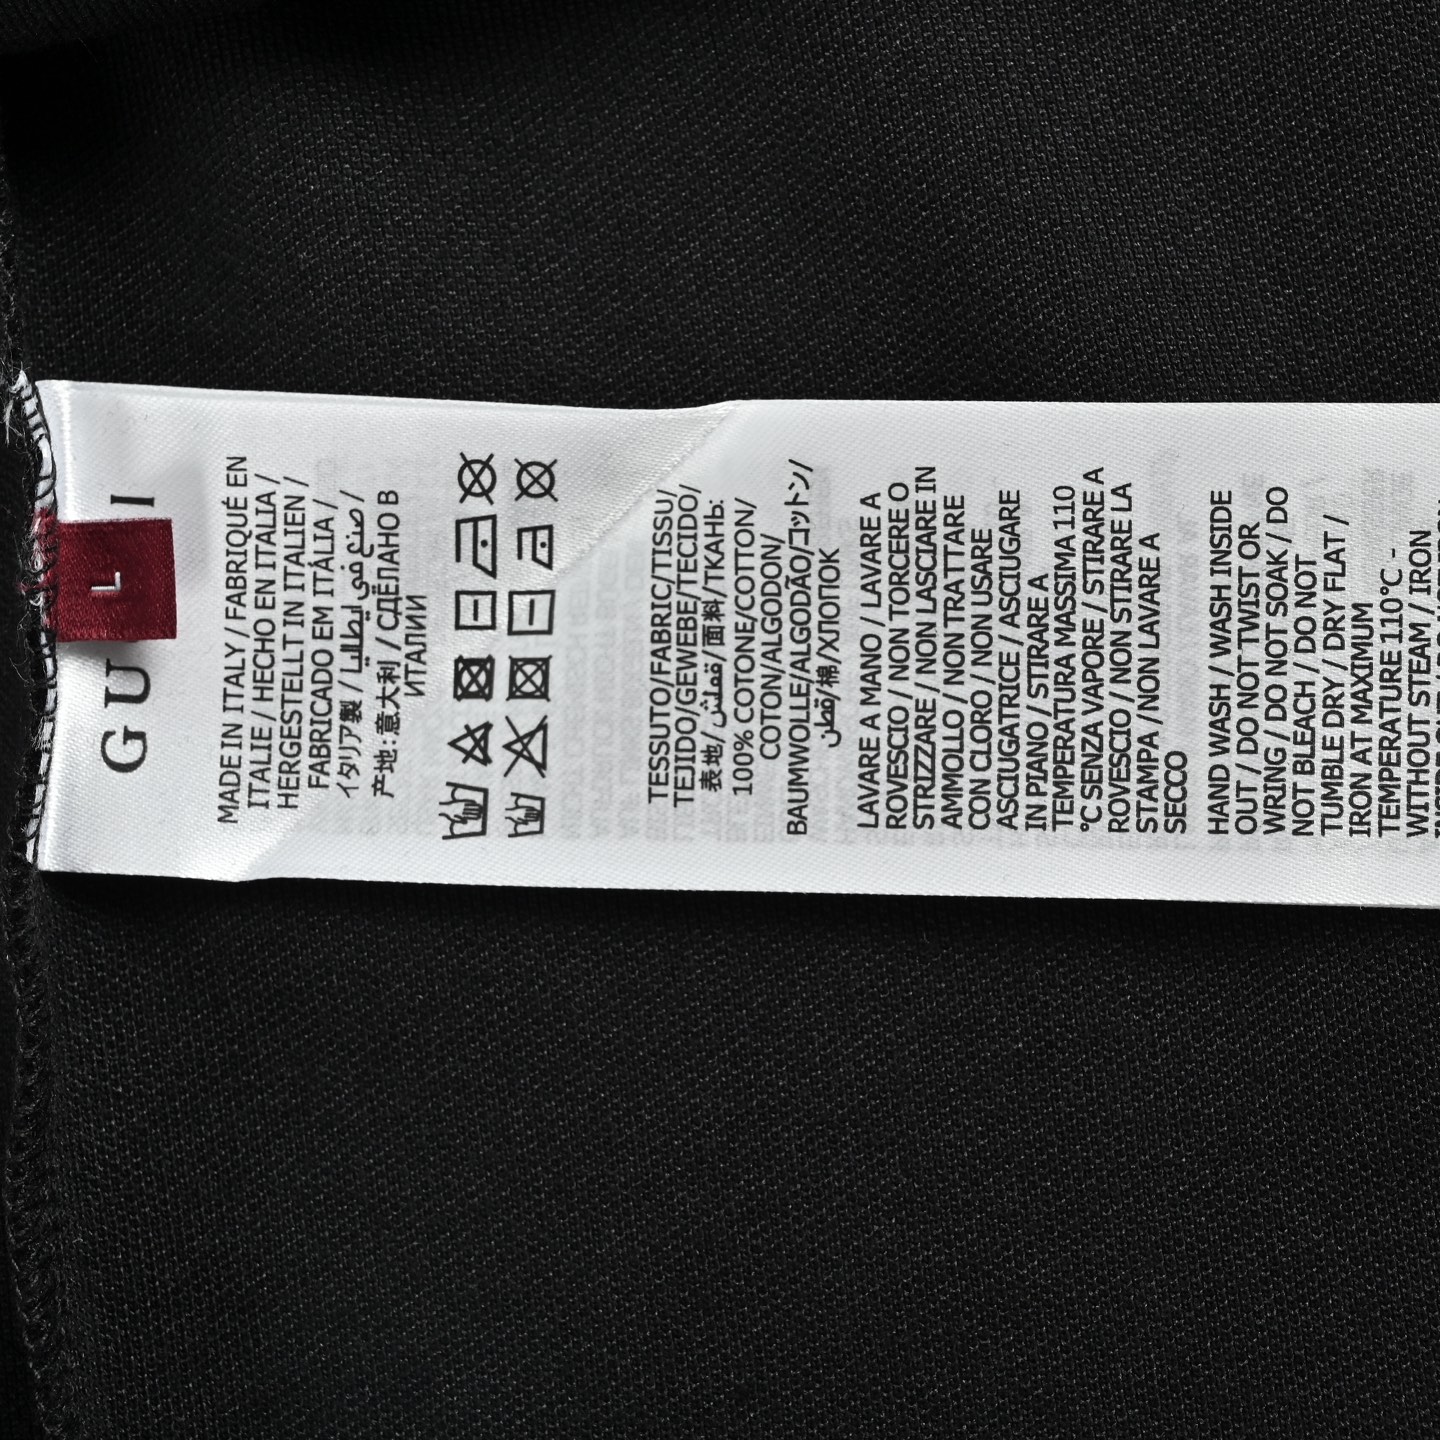 GU I
L
MADE IN ITALY / FABRIQUÉ EN
ITALIE / HECHO EN ITALIA /
HERGESTELLT IN ITALIEN /
FABRICADO EM ITÁLIA /
イタリア製 / صنع في ايطاليا /
产地: 意大利 / СДЕЛАНО В
ИТАЛИИ
TESSUTO/FABRIC/TISSU/
TEJIDO/GEWEBE/TECIDO/
表地/قماش/面料/ТКАНЬ:
100% COTONE/COTTON/
COTON/ALGODON/
BAUMWOLLE/ALGODÃO/コットン/
قطن/棉/ХЛОПОК
LAVARE A MANO / LAVARE A
ROVESCIO / NON TORCERE O
STRIZZARE / NON LASCIARE IN
AMMOLLO / NON TRATTARE
CON CLORO / NON USARE
ASCIUGATRICE / ASCIUGARE
IN PIANO / STIRARE A
TEMPERATURA MASSIMA 110
°C SENZA VAPORE / STIRARE A
ROVESCIO / NON STIRARE LA
STAMPA / NON LAVARE A
SECCO
HAND WASH / WASH INSIDE
OUT / DO NOT TWIST OR
WRING / DO NOT SOAK / DO
NOT BLEACH / DO NOT
TUMBLE DRY / DRY FLAT /
IRON AT MAXIMUM
TEMPERATURE 110°C -
WITHOUT STEAM / IRON